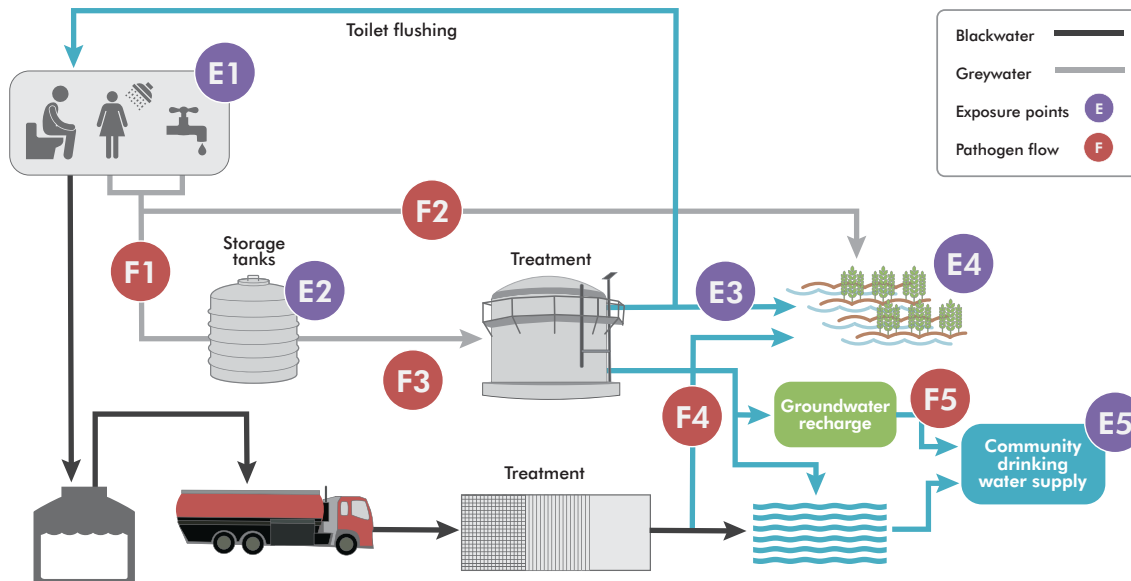 Toilet flushing
Blackwater
Greywater
Exposure points E
Pathogen flow F
E1
F2
F1
Storage
tanks
E2
Treatment
E3
E4
F3
F4
Groundwater
recharge
F5
E5
Community
drinking
water supply
Treatment